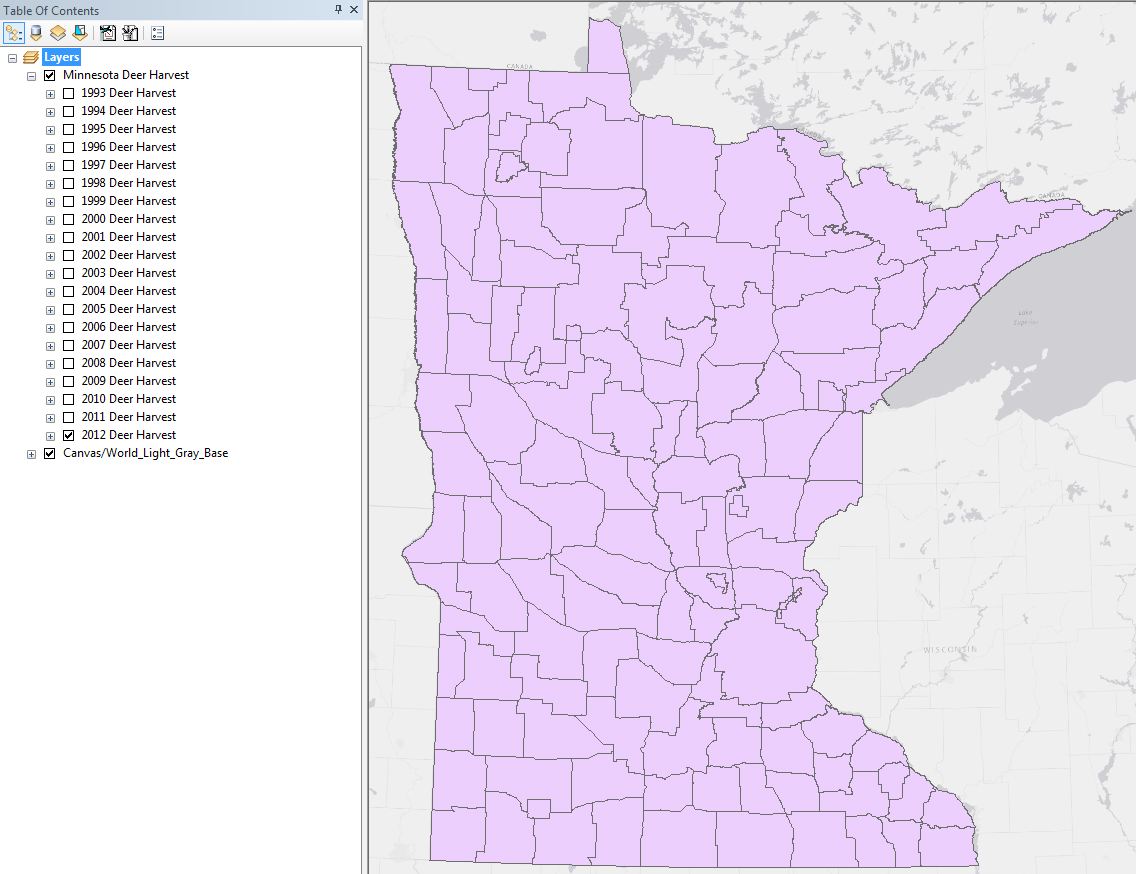 Table Of Contents
Layers
Minnesota Deer Harvest
1993 Deer Harvest
1994 Deer Harvest
1995 Deer Harvest
1996 Deer Harvest
1997 Deer Harvest
1998 Deer Harvest
1999 Deer Harvest
2000 Deer Harvest
2001 Deer Harvest
2002 Deer Harvest
2003 Deer Harvest
2004 Deer Harvest
2005 Deer Harvest
2006 Deer Harvest
2007 Deer Harvest
2008 Deer Harvest
2009 Deer Harvest
2010 Deer Harvest
2011 Deer Harvest
2012 Deer Harvest
Canvas/World_Light_Gray_Base
CANADA
CANADA
Lake
Superior
WISCONSIN